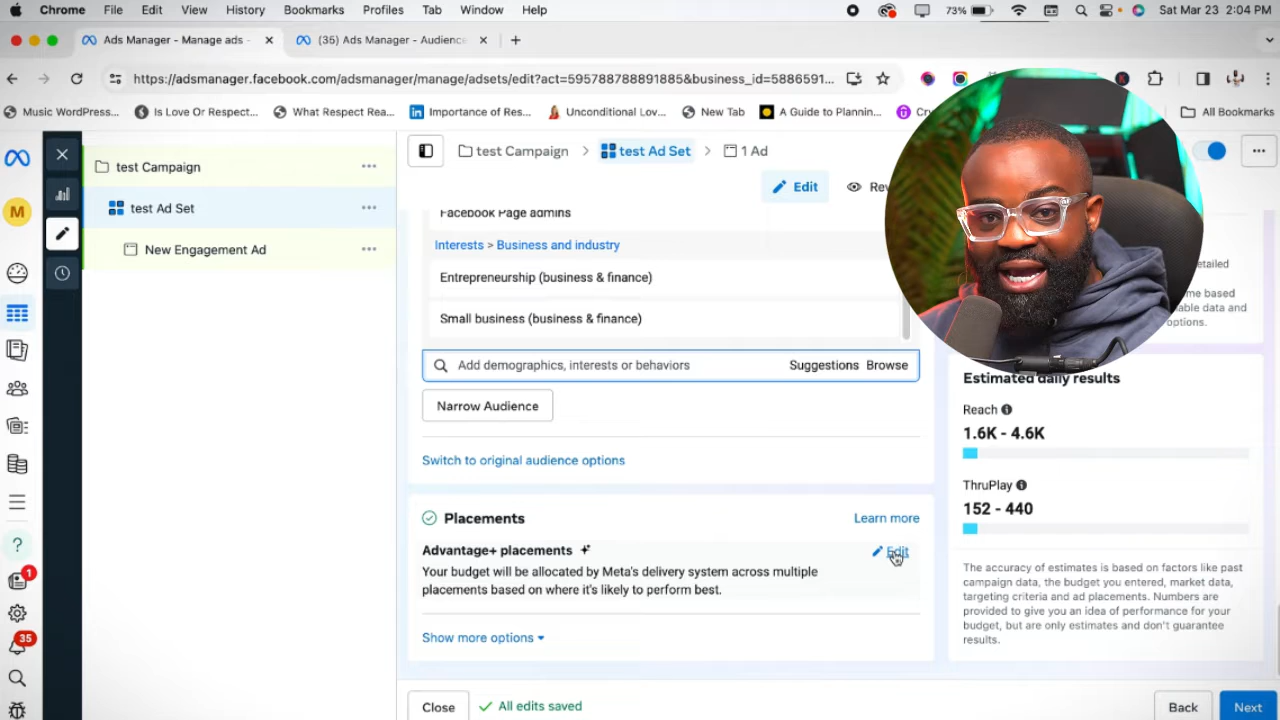 Chrome File Edit View History Bookmarks Profiles Tab Window Help 73% Sat Mar 23 2:04 PM
Ads Manager - Manage ads - (35) Ads Manager - Audience
https://adsmanager.facebook.com/adsmanager/manage/adsets/edit?act=595788788891885&business_id=5886591...
Music WordPress... Is Love Or Respect... What Respect Rea... Importance of Res... Unconditional Lov... New Tab A Guide to Plannin... All Bookmarks
test Campaign > test Ad Set > 1 Ad
test Campaign
Edit
test Ad Set
M
New Engagement Ad
Facebook Page admins
Interests > Business and industry
Entrepreneurship (business & finance)
Small business (business & finance)
Add demographics, interests or behaviors Suggestions Browse
Narrow Audience
Switch to original audience options
Placements Learn more
Advantage+ placements Edit
Your budget will be allocated by Meta's delivery system across multiple
placements based on where it's likely to perform best.
Show more options
Close All edits saved Back Next
options.
Estimated daily results
Reach
1.6K - 4.6K
ThruPlay
152 - 440
The accuracy of estimates is based on factors like past
campaign data, the budget you entered, market data,
targeting criteria and ad placements. Numbers are
provided to give you an idea of performance for your
budget, but are only estimates and don't guarantee
results.
1
35